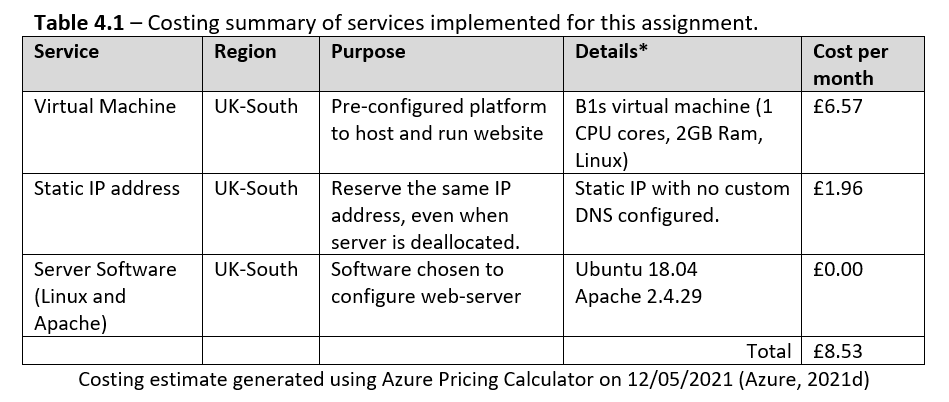 Table 4.1 – Costing summary of services implemented for this assignment.
Service Region Purpose Details* Cost per
month
Virtual Machine UK-South Pre-configured platform B1s virtual machine (1 £6.57
to host and run website CPU cores, 2GB Ram,
Linux)
Static IP address UK-South Reserve the same IP Static IP with no custom £1.96
address, even when DNS configured.
server is deallocated.
Server Software UK-South Software chosen to Ubuntu 18.04 £0.00
(Linux and configure web-server Apache 2.4.29
Apache)
Total £8.53
Costing estimate generated using Azure Pricing Calculator on 12/05/2021 (Azure, 2021d)